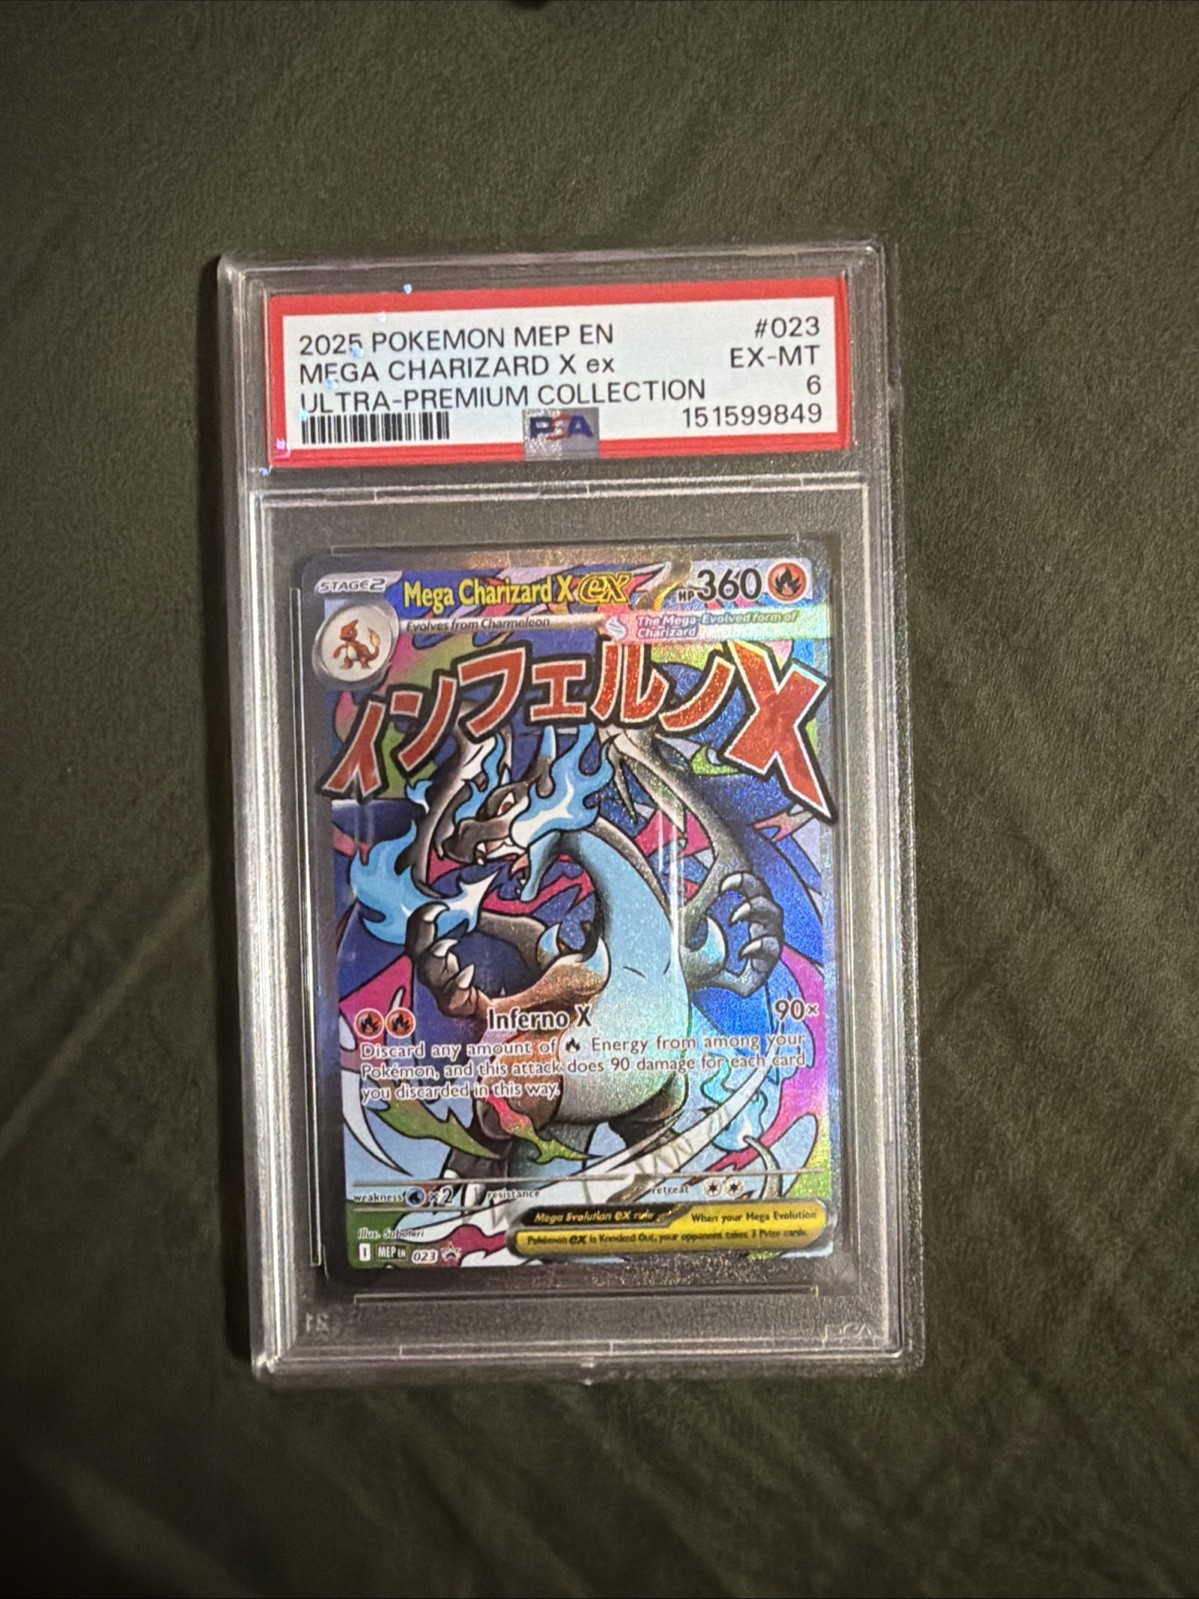 2025 POKEMON MEP EN #023
MEGA CHARIZARD X ex EX-MT
ULTRA-PREMIUM COLLECTION 6
PSA 151599849
STAGE2 Mega Charizard X ex HP360
Evolves from Charmeleon The Mega-Evolved form of
Charizard
インフェルノX
Inferno X 90×
Discard any amount of Energy from among your
Pokémon, and this attack does 90 damage for each card
you discarded in this way.
weakness ×2 resistance retreat
Mega Evolution ex rule When your Mega Evolution
Pokémon ex is Knocked Out, your opponent takes 3 Prize cards.
Illus.
I MEP EN 023